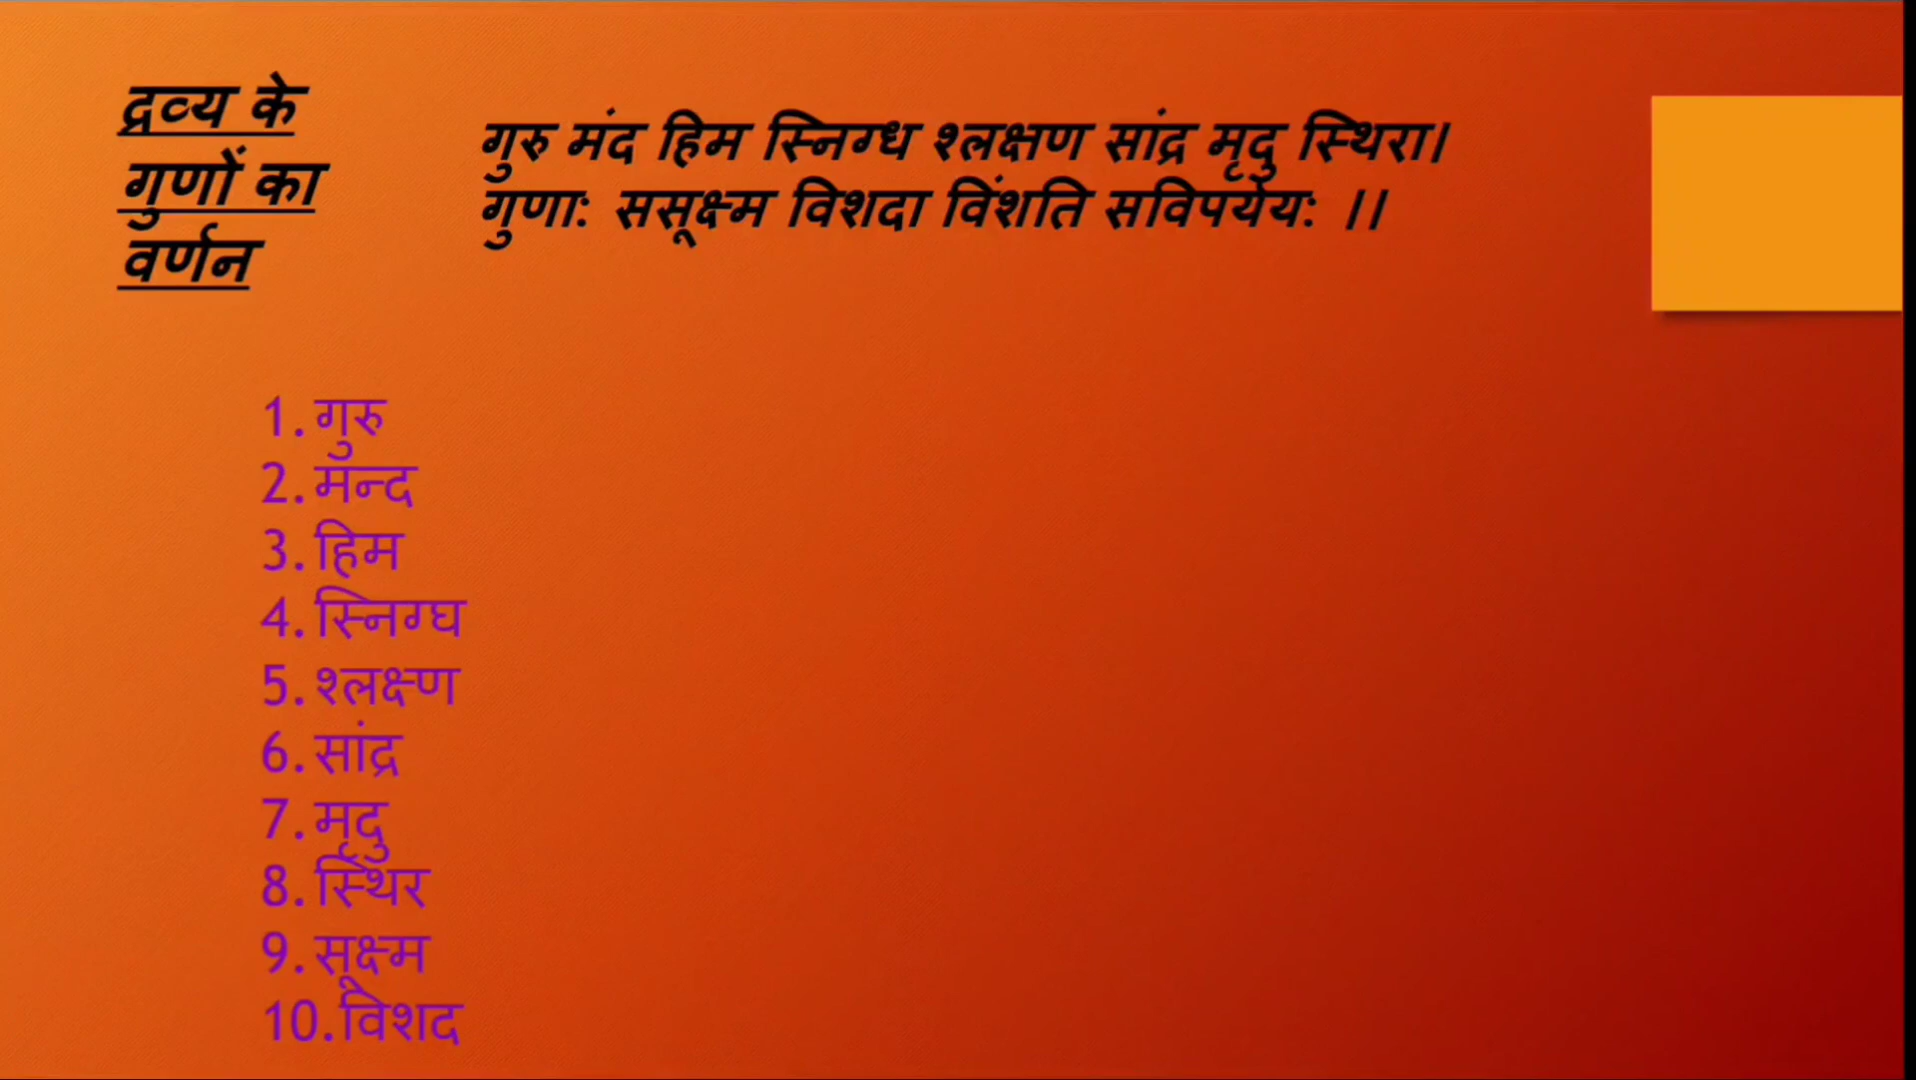 द्रव्य के
गुणों का
वर्णन
गुरु मंद हिम स्निग्ध श्लक्षण सांद्र मृदु स्थिरा।
गुणाः ससूक्ष्म विशदा विंशति सविपर्ययः ।।
1. गुरु
2. मन्द
3. हिम
4. स्निग्घ
5. श्लक्ष्ण
6. सांद्र
7. मृदु
8. स्थिर
9. सूक्ष्म
10. विशद